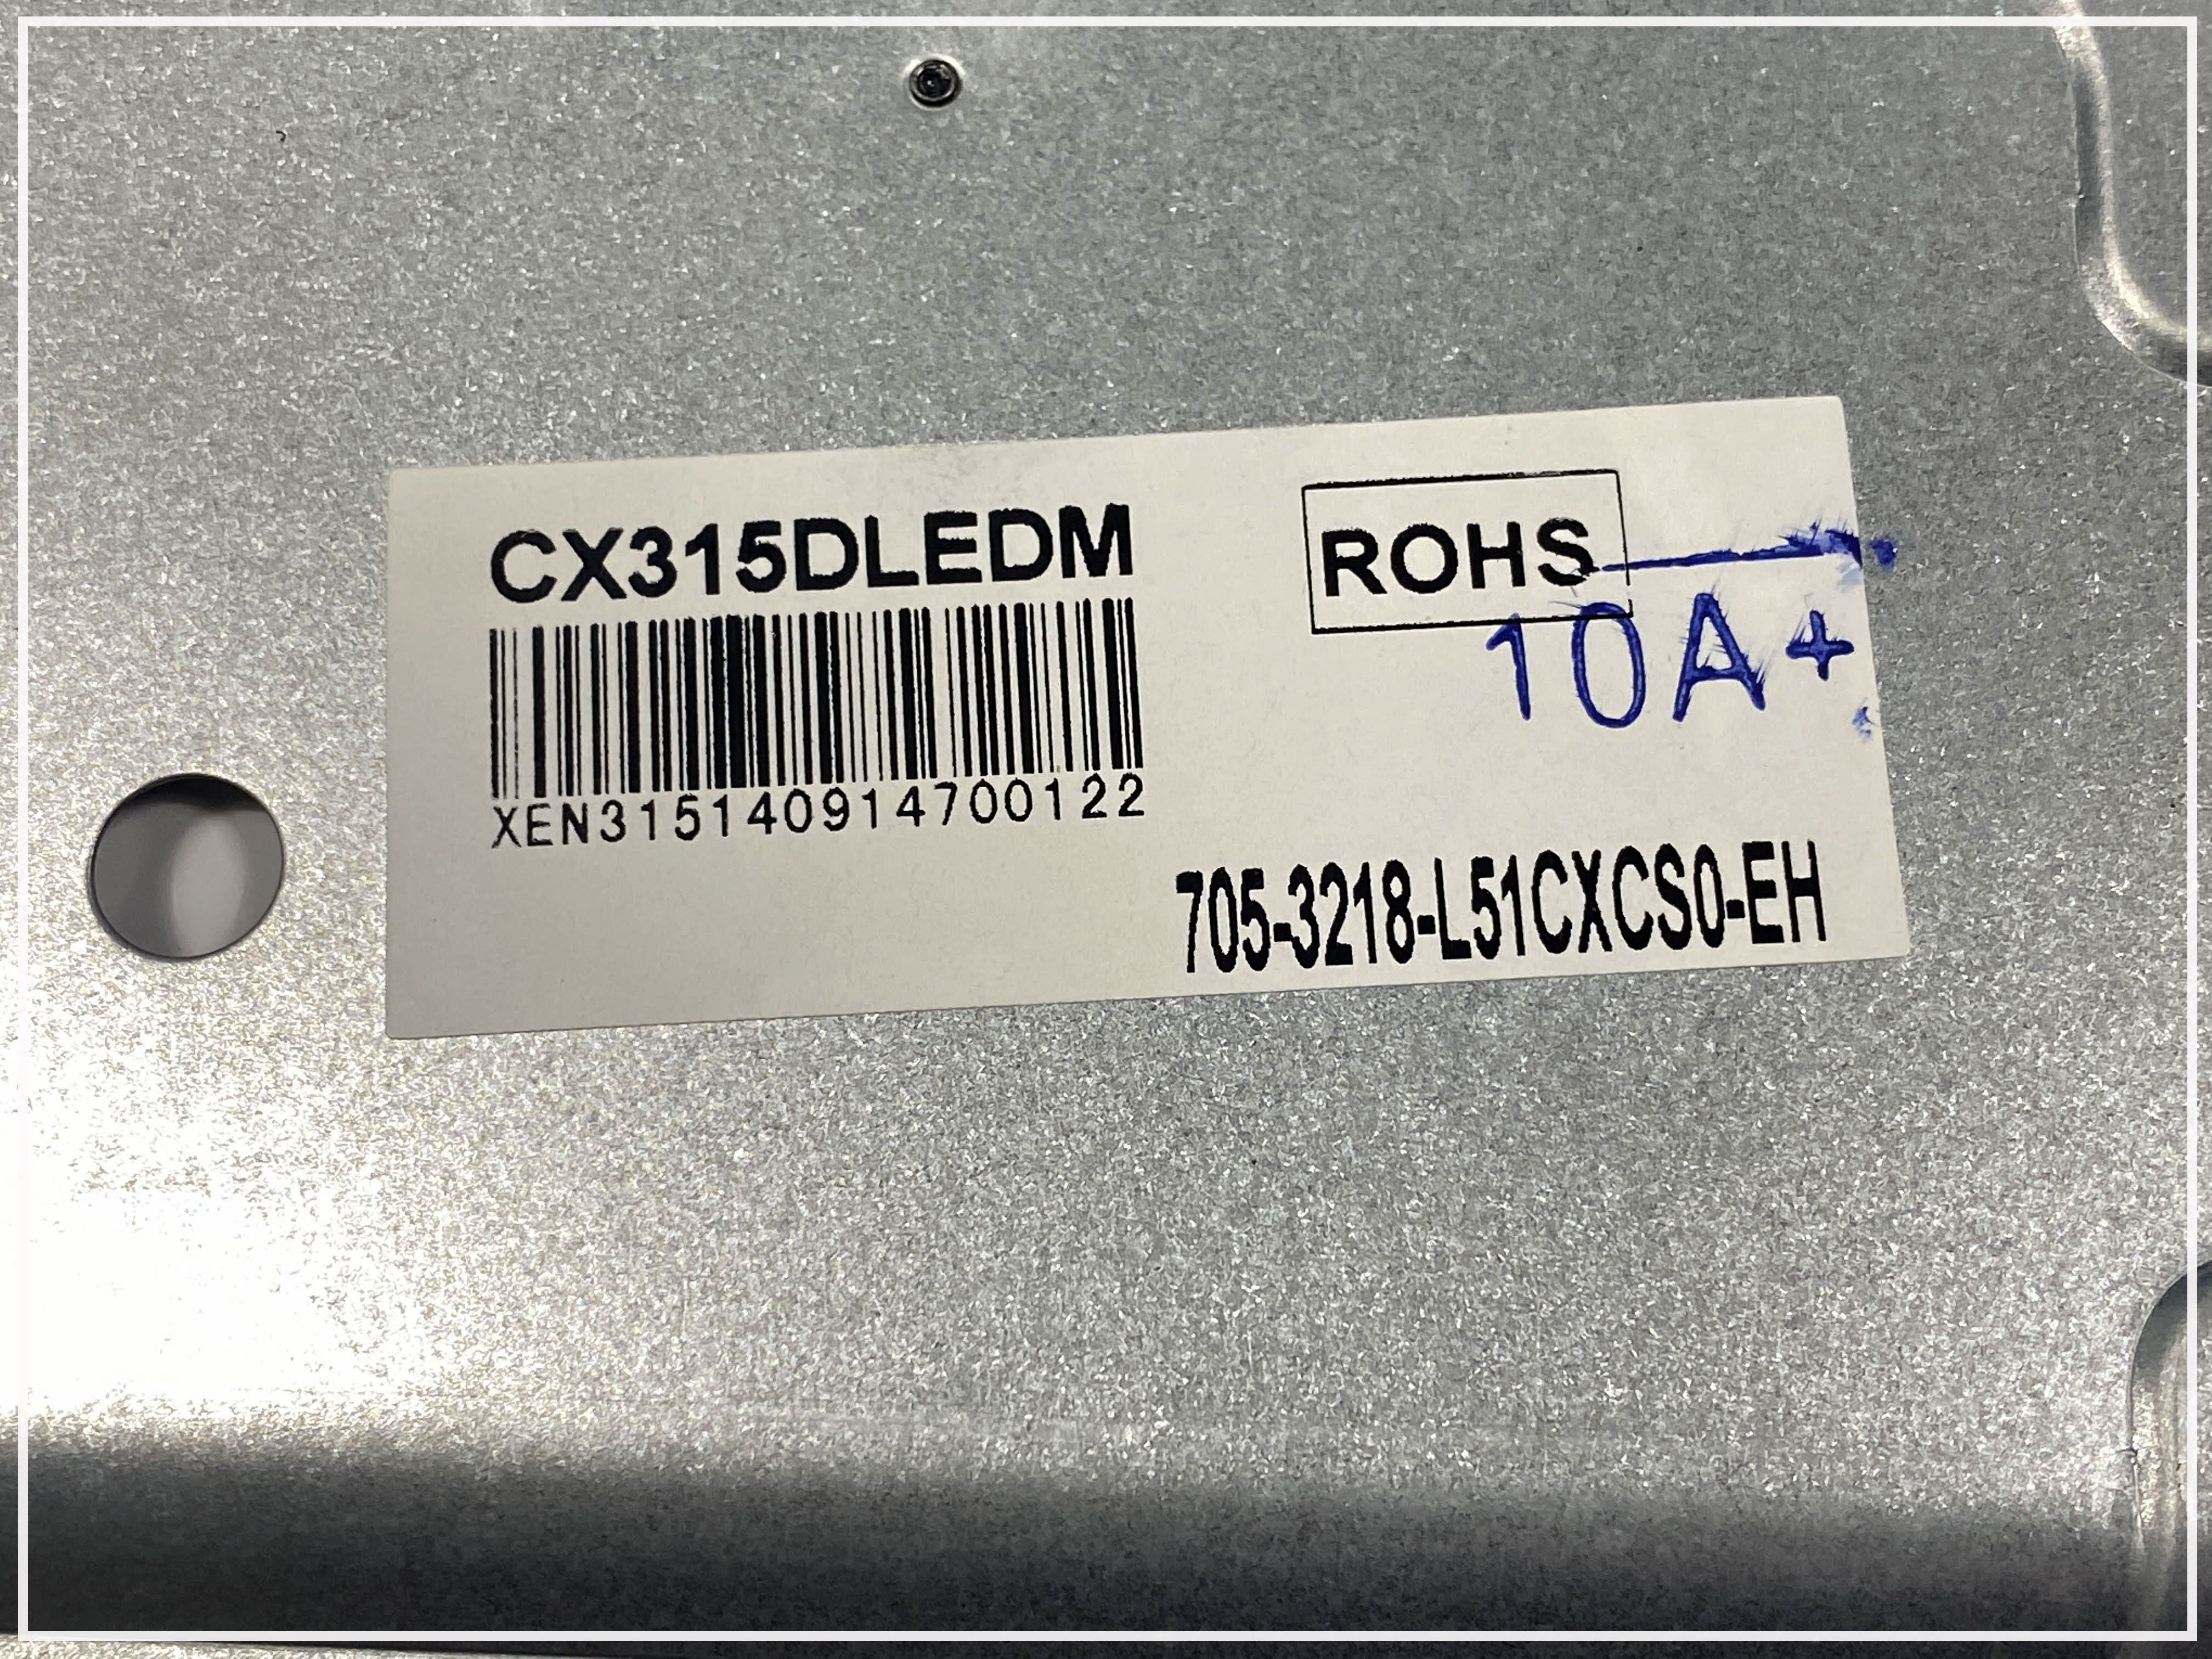 CX315DLEDM
XEN315140914700122
ROHS
10A+
705-3218-L51CXCS0-EH